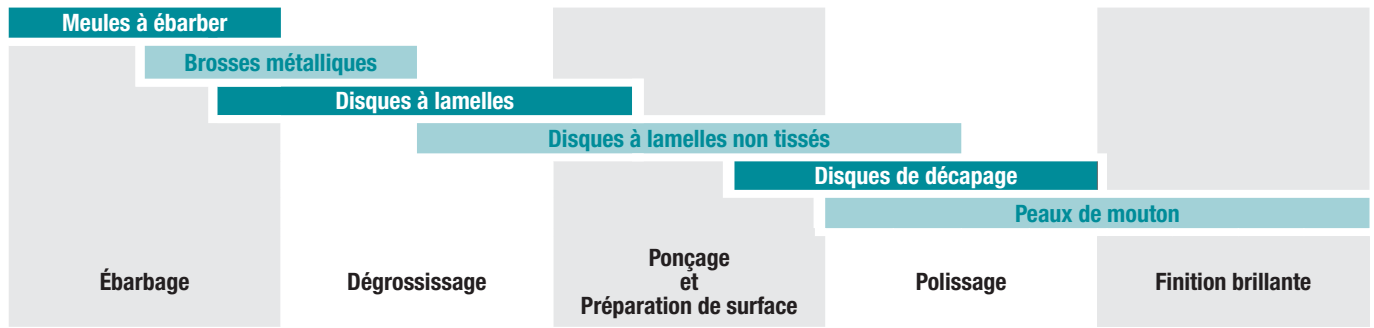 Meules à ébarber
Brosses métalliques
Disques à lamelles
Disques à lamelles non tissés
Disques de décapage
Peaux de mouton
Ébarbage
Dégrossissage
Ponçage
et
Préparation de surface
Polissage
Finition brillante